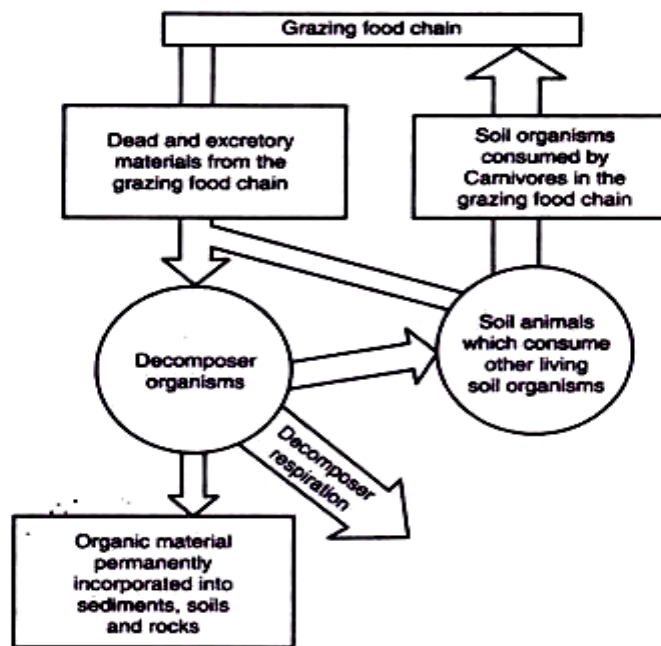 Grazing food chain
Dead and excretory
materials from the
grazing food chain
Soil organisms
consumed by
Carnivores in the
grazing food chain
Decomposer
organisms
Soil animals
which consume
other living
soil organisms
Decomposer
respiration
Organic material
permanently
incorporated into
sediments, soils
and rocks